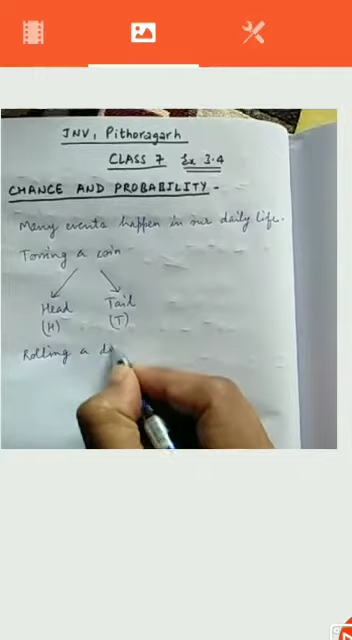 JNV, Pithoragarh
CLASS 7 Ex 3.4
CHANCE AND PROBABILITY -
Many events happen in our daily life.
Tossing a coin
Head Tail
(H) (T)
Rolling a di